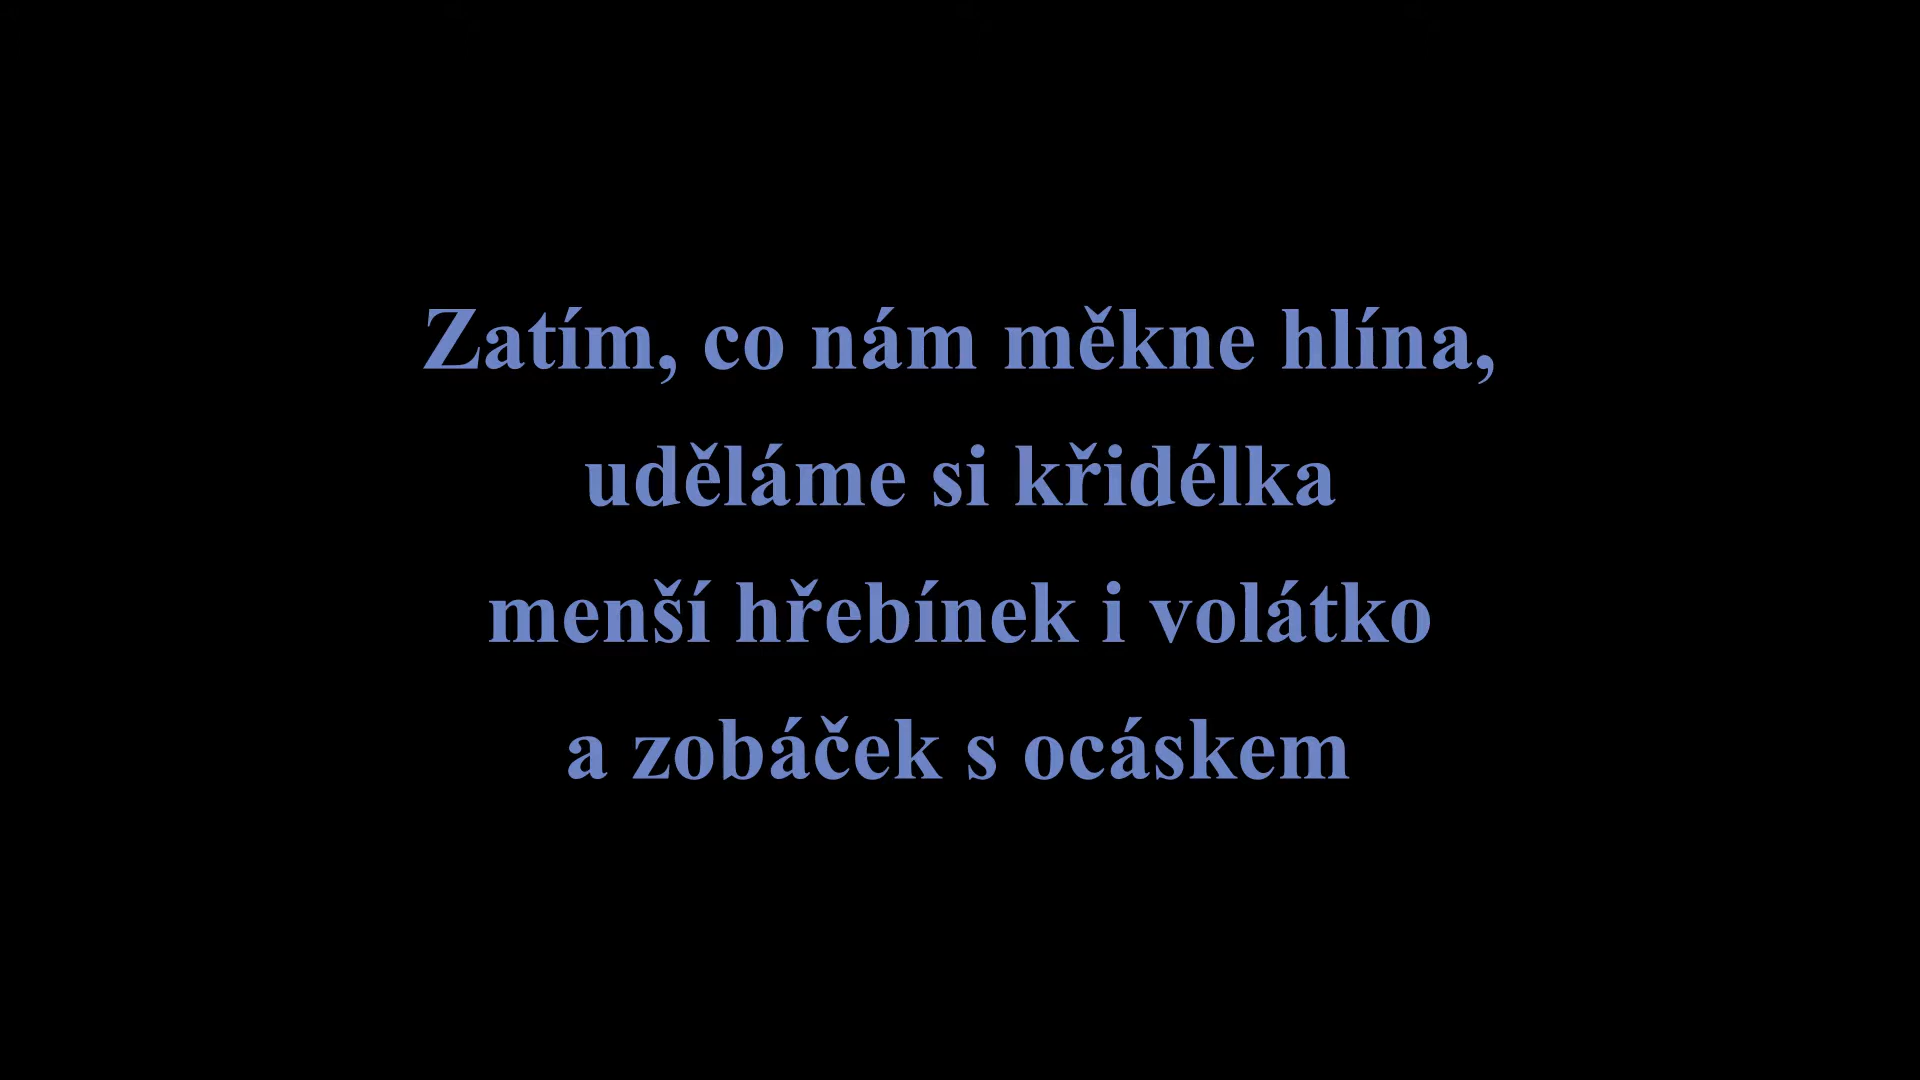 Zatím, co nám měkne hlína,
uděláme si křidélka
menší hřebínek i volátko
a zobáček s ocáskem